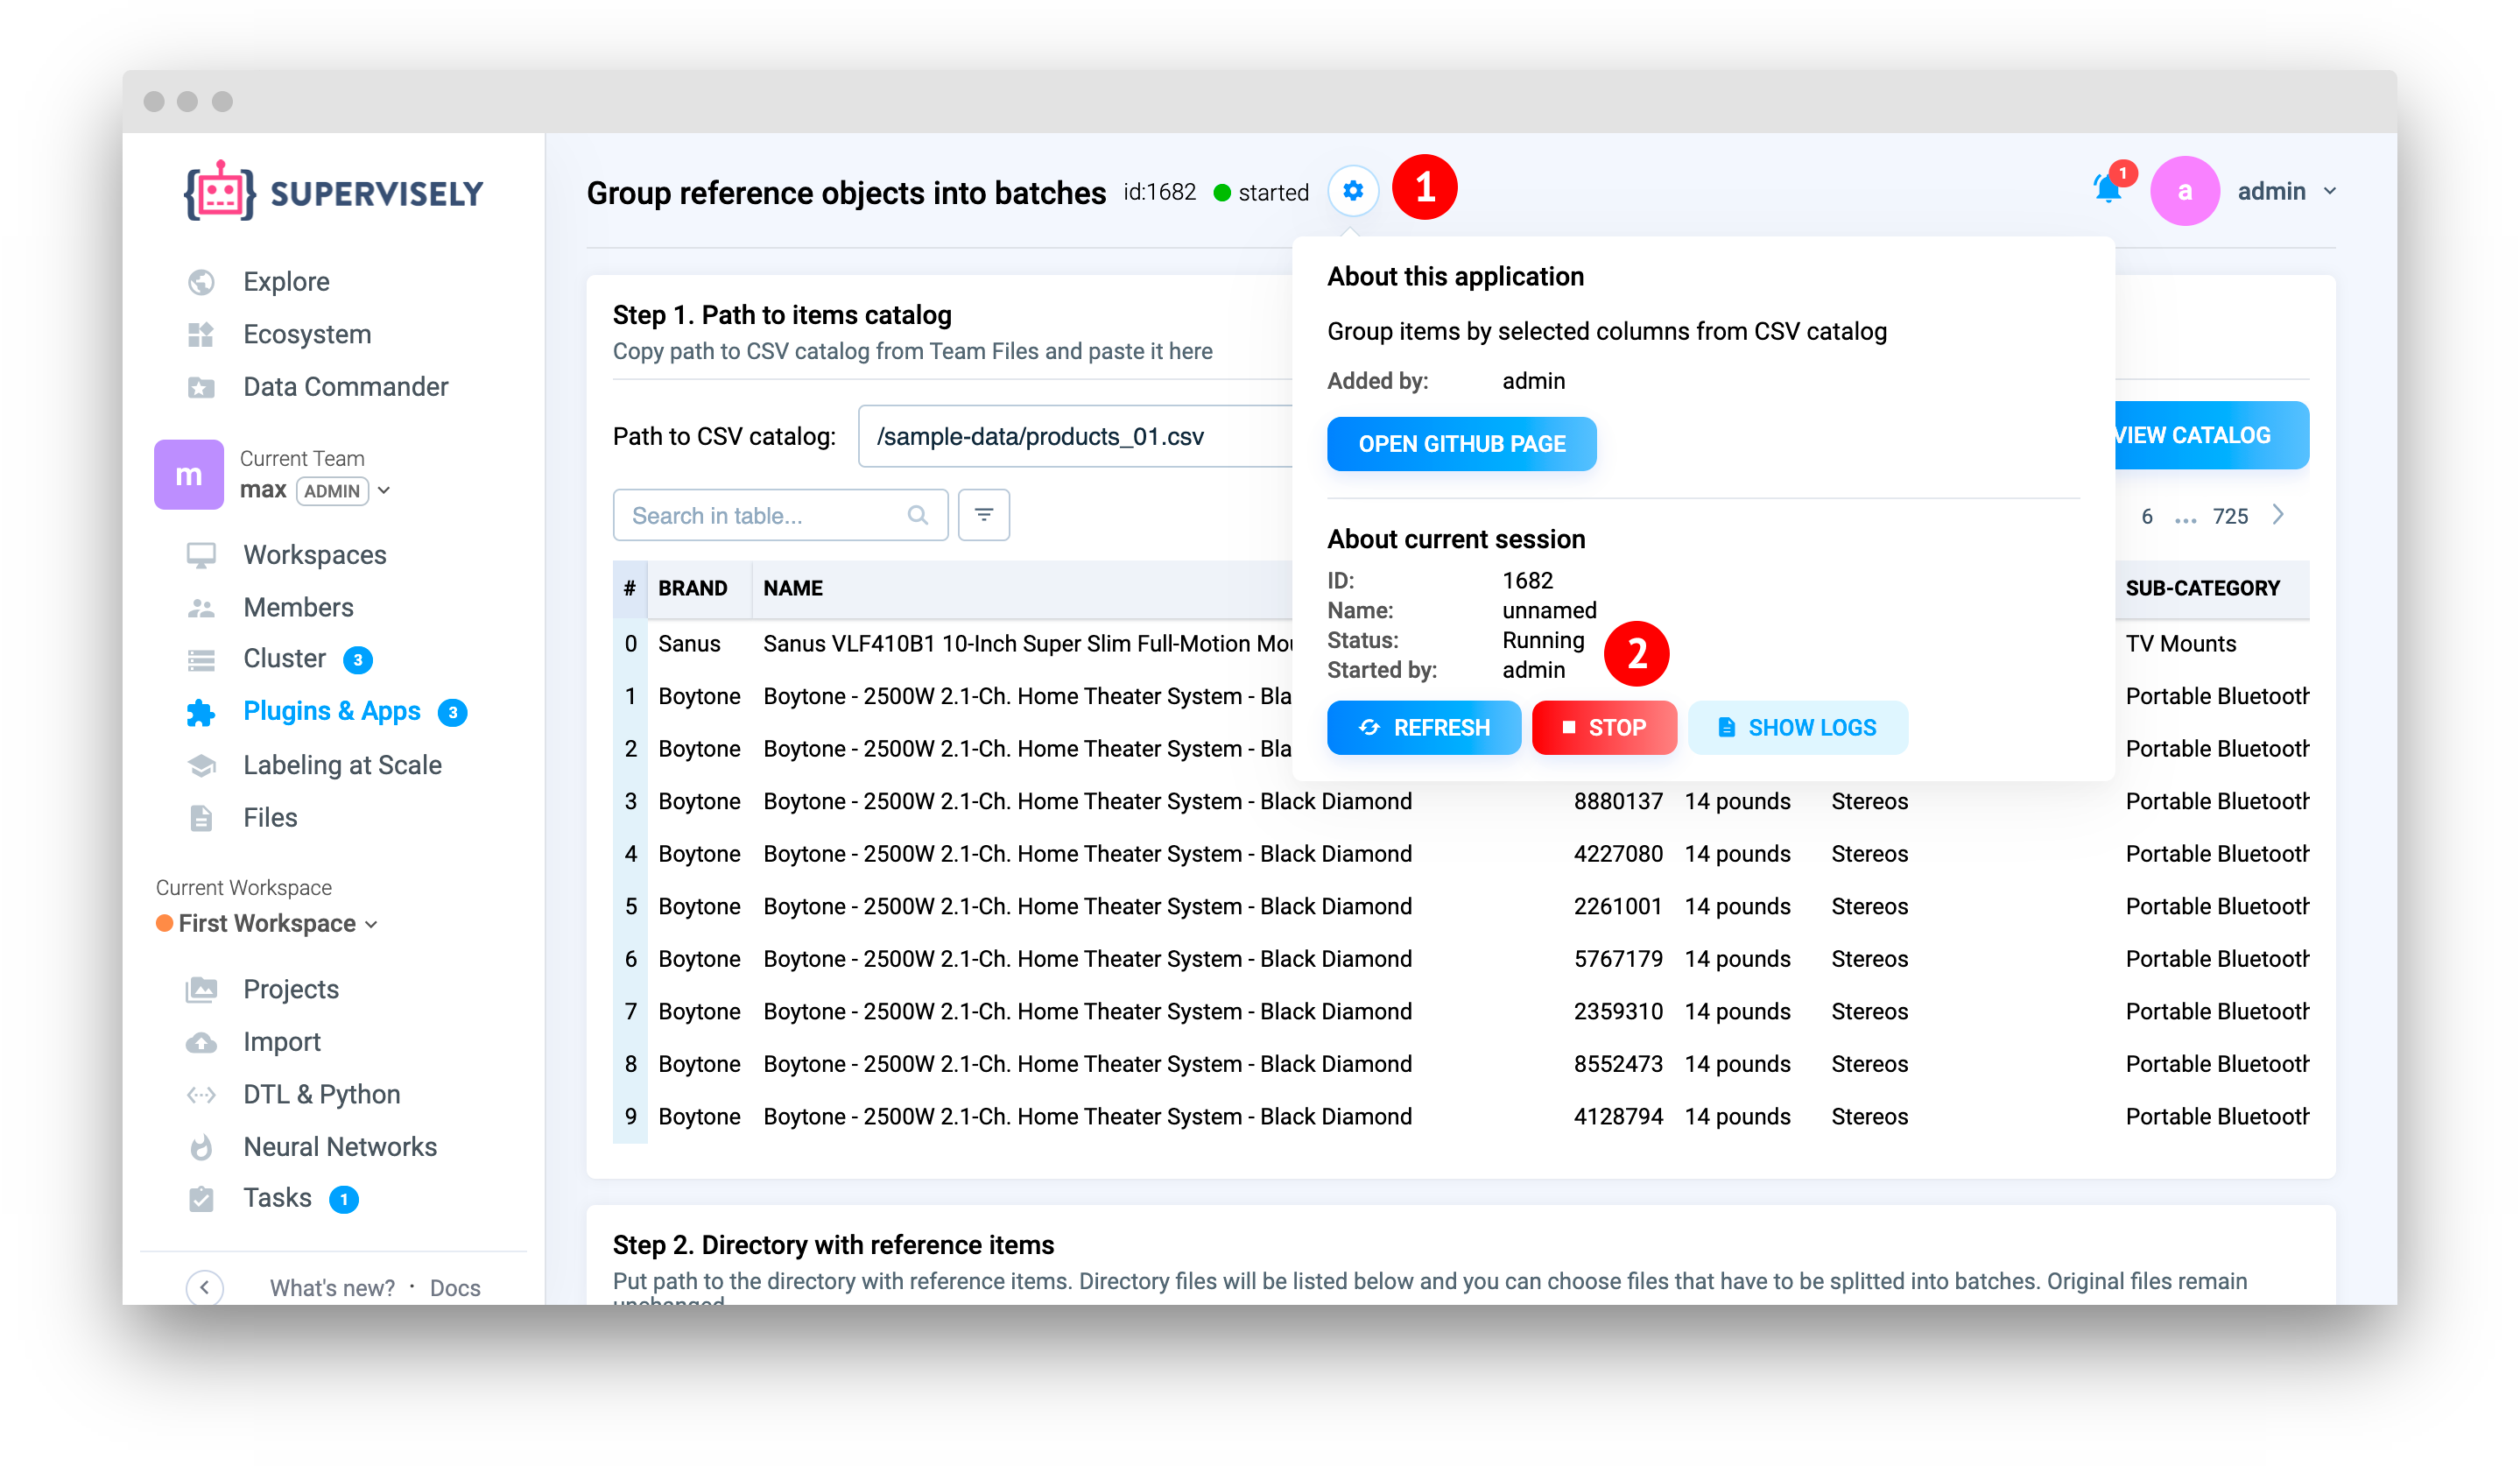 SUPERVISELY
Explore
Ecosystem
Data Commander
m
Current Team
max ADMIN
Workspaces
Members
Cluster 3
Plugins & Apps 3
Labeling at Scale
Files
Current Workspace
First Workspace
Projects
Import
DTL & Python
Neural Networks
Tasks 1
What's new? · Docs
Group reference objects into batches id:1682 started 1
1 a admin
Step 1. Path to items catalog
Copy path to CSV catalog from Team Files and paste it here
Path to CSV catalog: /sample-data/products_01.csv
VIEW CATALOG
Search in table...
6 ... 725
# BRAND NAME SUB-CATEGORY
0 Sanus Sanus VLF410B1 10-Inch Super Slim Full-Motion Mou TV Mounts
1 Boytone Boytone - 2500W 2.1-Ch. Home Theater System - Bla Portable Bluetooth
2 Boytone Boytone - 2500W 2.1-Ch. Home Theater System - Bla Portable Bluetooth
3 Boytone Boytone - 2500W 2.1-Ch. Home Theater System - Black Diamond 8880137 14 pounds Stereos Portable Bluetooth
4 Boytone Boytone - 2500W 2.1-Ch. Home Theater System - Black Diamond 4227080 14 pounds Stereos Portable Bluetooth
5 Boytone Boytone - 2500W 2.1-Ch. Home Theater System - Black Diamond 2261001 14 pounds Stereos Portable Bluetooth
6 Boytone Boytone - 2500W 2.1-Ch. Home Theater System - Black Diamond 5767179 14 pounds Stereos Portable Bluetooth
7 Boytone Boytone - 2500W 2.1-Ch. Home Theater System - Black Diamond 2359310 14 pounds Stereos Portable Bluetooth
8 Boytone Boytone - 2500W 2.1-Ch. Home Theater System - Black Diamond 8552473 14 pounds Stereos Portable Bluetooth
9 Boytone Boytone - 2500W 2.1-Ch. Home Theater System - Black Diamond 4128794 14 pounds Stereos Portable Bluetooth
About this application
Group items by selected columns from CSV catalog
Added by: admin
OPEN GITHUB PAGE
About current session
ID: 1682
Name: unnamed
Status: Running
Started by: admin
2
REFRESH STOP SHOW LOGS
Step 2. Directory with reference items
Put path to the directory with reference items. Directory files will be listed below and you can choose files that have to be splitted into batches. Original files remain
unchanged